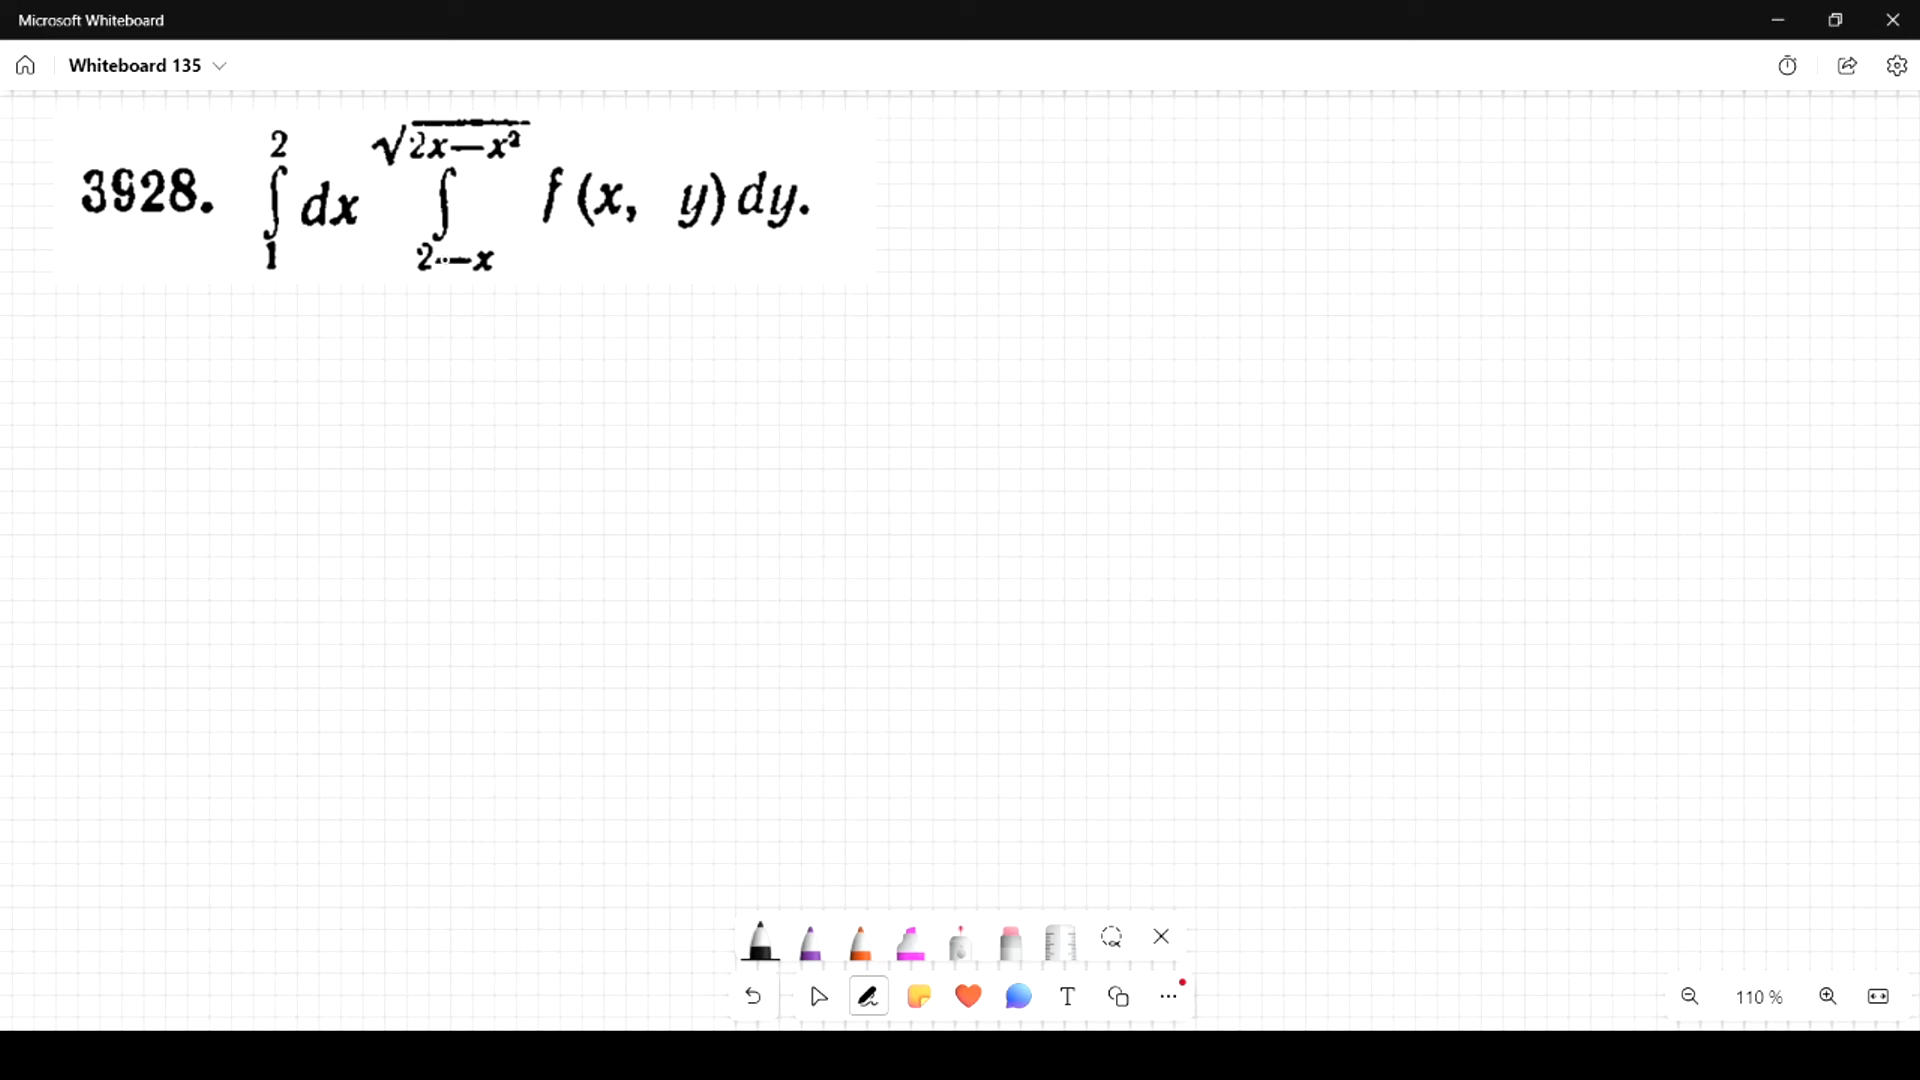 Microsoft Whiteboard
Whiteboard 135
3928. ∫₁² dx ∫_{2−x}^{√(2x−x²)} f (x, y) dy.
T
110 %